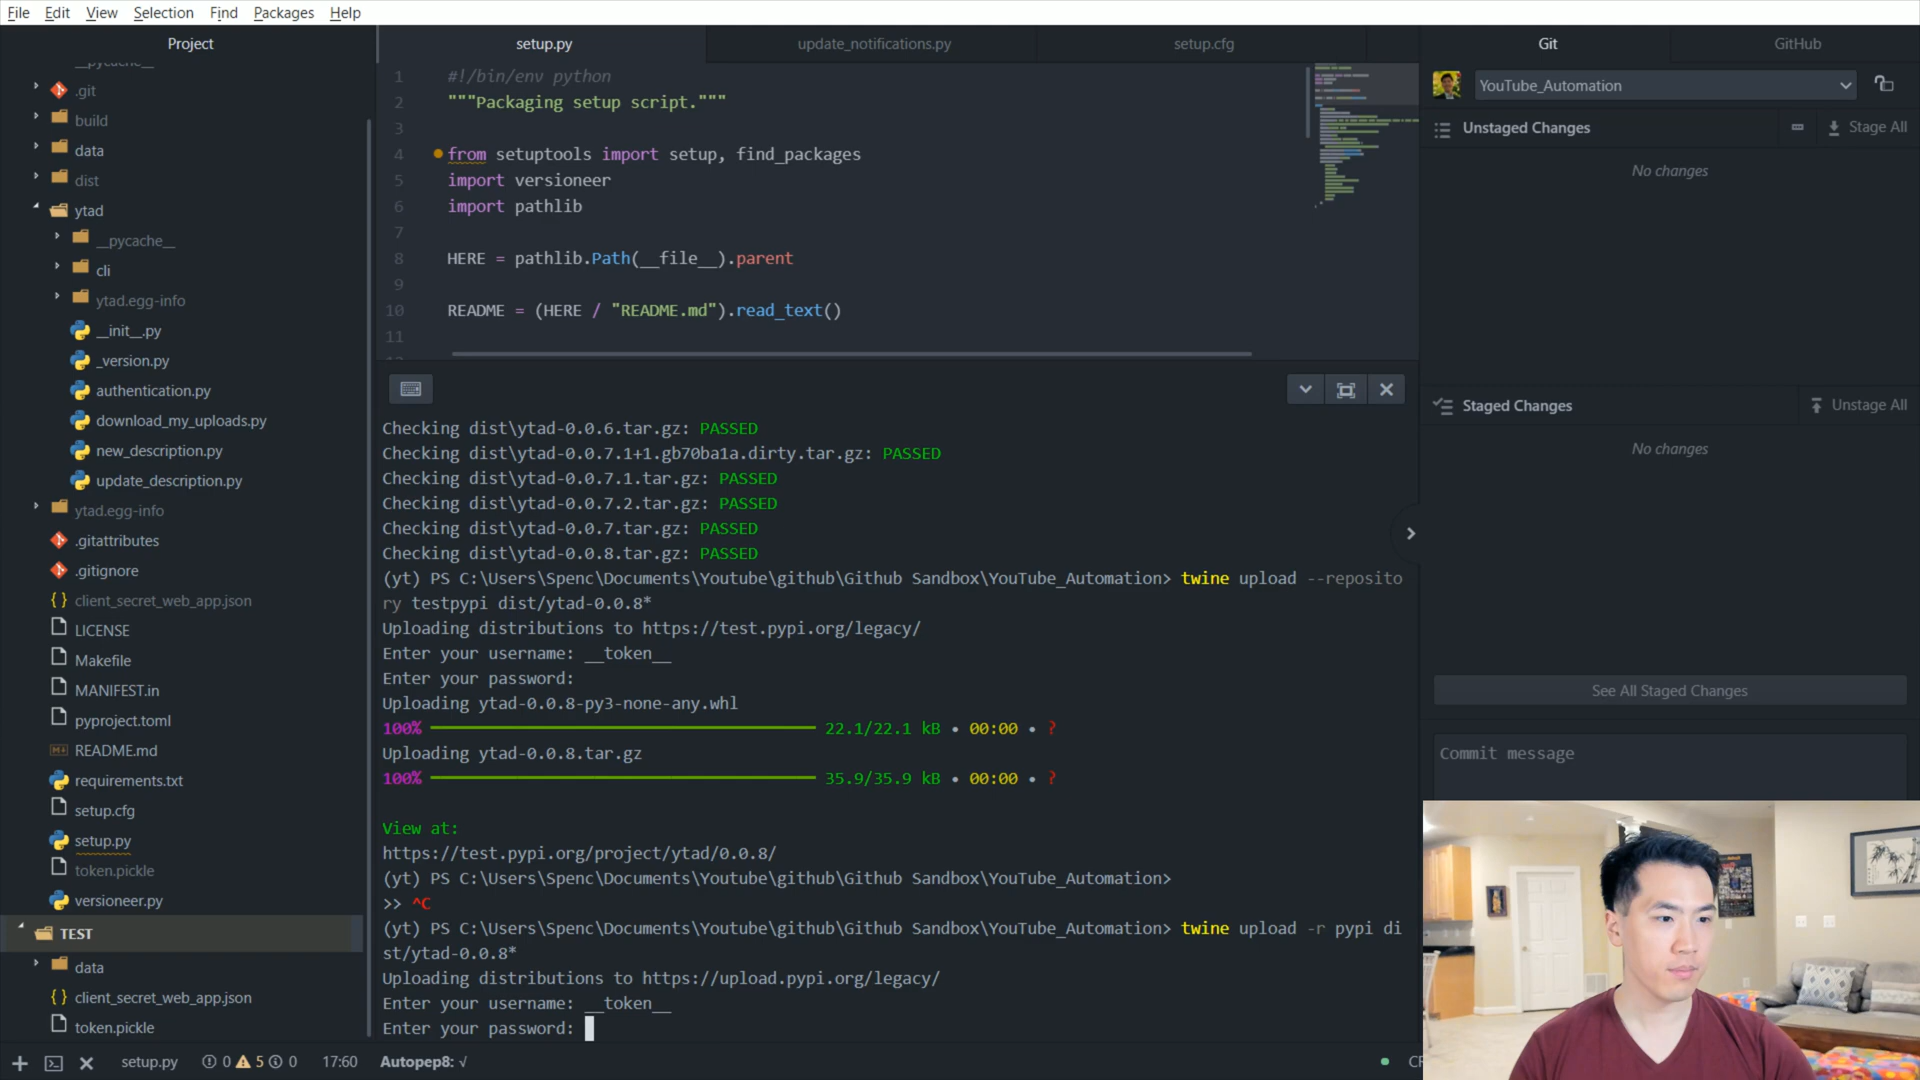 File Edit View Selection Find Packages Help
Project
__pycache__
.git
build
data
dist
ytad
__pycache__
cli
ytad.egg-info
__init__.py
_version.py
authentication.py
download_my_uploads.py
new_description.py
update_description.py
ytad.egg-info
.gitattributes
.gitignore
client_secret_web_app.json
LICENSE
Makefile
MANIFEST.in
pyproject.toml
README.md
requirements.txt
setup.cfg
setup.py
token.pickle
versioneer.py
TEST
data
client_secret_web_app.json
token.pickle
setup.py update_notifications.py setup.cfg
1 #!/bin/env python
2 """Packaging setup script."""
3
4 from setuptools import setup, find_packages
5 import versioneer
6 import pathlib
7
8 HERE = pathlib.Path(__file__).parent
9
10 README = (HERE / "README.md").read_text()
11
Checking dist\ytad-0.0.6.tar.gz: PASSED
Checking dist\ytad-0.0.7.1+1.gb70ba1a.dirty.tar.gz: PASSED
Checking dist\ytad-0.0.7.1.tar.gz: PASSED
Checking dist\ytad-0.0.7.2.tar.gz: PASSED
Checking dist\ytad-0.0.7.tar.gz: PASSED
Checking dist\ytad-0.0.8.tar.gz: PASSED
(yt) PS C:\Users\Spenc\Documents\Youtube\github\Github Sandbox\YouTube_Automation> twine upload --reposito
ry testpypi dist/ytad-0.0.8*
Uploading distributions to https://test.pypi.org/legacy/
Enter your username: __token__
Enter your password:
Uploading ytad-0.0.8-py3-none-any.whl
100% 22.1/22.1 kB • 00:00 • ?
Uploading ytad-0.0.8.tar.gz
100% 35.9/35.9 kB • 00:00 • ?
View at:
https://test.pypi.org/project/ytad/0.0.8/
(yt) PS C:\Users\Spenc\Documents\Youtube\github\Github Sandbox\YouTube_Automation>
>> ^C
(yt) PS C:\Users\Spenc\Documents\Youtube\github\Github Sandbox\YouTube_Automation> twine upload -r pypi di
st/ytad-0.0.8*
Uploading distributions to https://upload.pypi.org/legacy/
Enter your username: __token__
Enter your password:
Git GitHub
YouTube_Automation
Unstaged Changes Stage All
No changes
Staged Changes Unstage All
No changes
See All Staged Changes
Commit message
setup.py 0 5 0 17:60 Autopep8: √